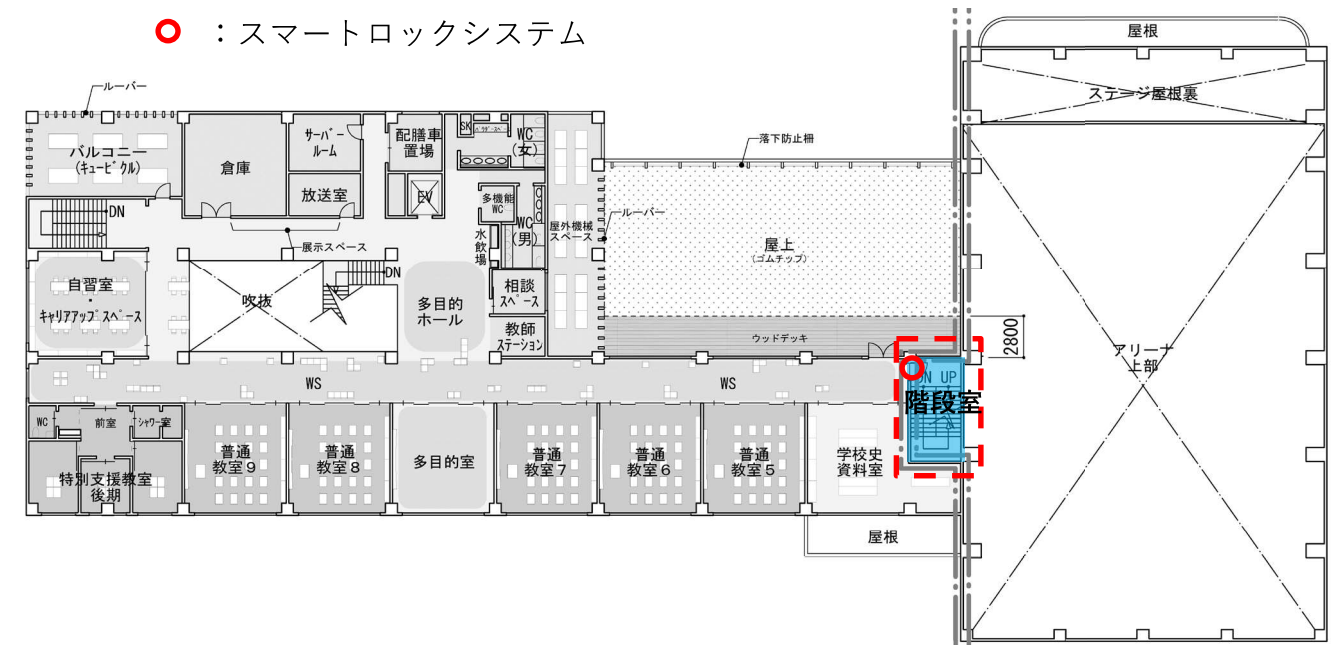 ：スマートロックシステム
屋根
ステージ屋根裏
ルーバー
バルコニー
(キュービクル)
倉庫
サーバー
ルーム
放送室
配膳車
置場
SK
パウダースペース
WC
(女)
落下防止柵
DN
EV
多機能
WC
WC
(男)
水飲場
屋外機械
スペース
ルーバー
展示スペース
屋上
(ゴムチップ)
自習室
・
キャリアアップスペース
吹抜
DN
多目的
ホール
相談
スペース
教師
ステーション
ウッドデッキ
2800
アリーナ
上部
WS
WS
DN UP
階段室
WC
前室
シャワー室
特別支援教室
後期
普通
教室９
普通
教室８
多目的室
普通
教室７
普通
教室６
普通
教室５
学校史
資料室
屋根